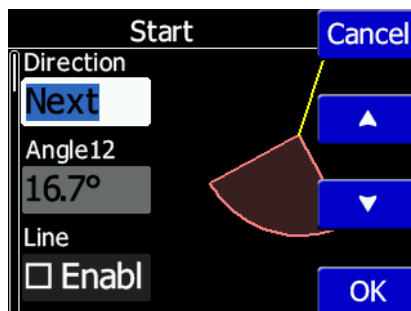 Start
Cancel
Direction
Next
Angle12
16.7°
Line
Enabl
OK